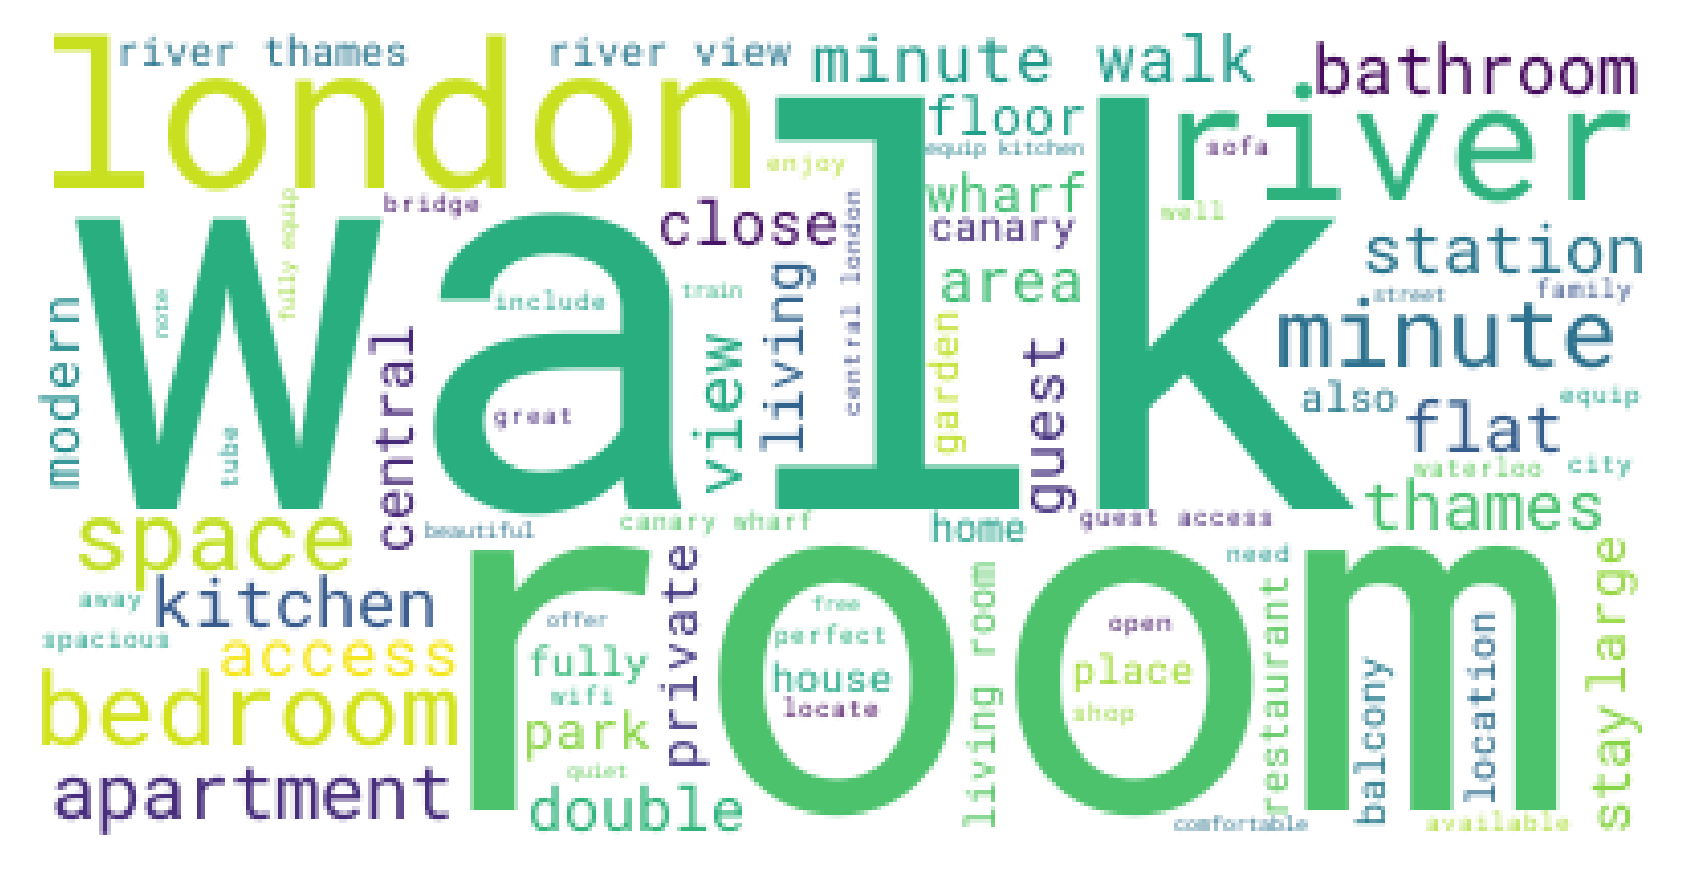 london
river thames
river view
minute walk
bathroom
floor
river
equip kitchen
sofa
enjoy
wharf
well
bridge
close
canary
station
walk
fully equip
central london
living
area
train
include
street
family
note
modern
minute
central
view
garden
guest
great
also
equip
flat
tube
waterloo
city
thames
space
beautiful
canary wharf
home
guest access
room
private
need
stay large
kitchen
away
living room
restaurant
free
offer
open
location
spacious
access
fully
perfect
place
balcony
house
bedroom
wifi
locate
shop
park
quiet
apartment
double
comfortable
available